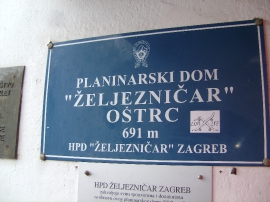 PLANINARSKI DOM
"ŽELJEZNIČAR"
OŠTRC
691 m
HPD "ŽELJEZNIČAR" ZAGREB
HPD ŽELJEZNIČAR ZAGREB